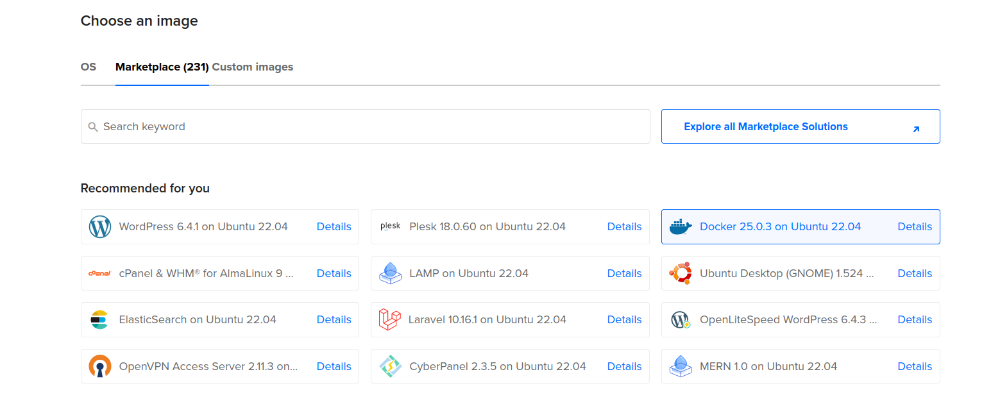 Choose an image
OS Marketplace (231) Custom images
Search keyword
Explore all Marketplace Solutions
Recommended for you
WordPress 6.4.1 on Ubuntu 22.04 Details
plesk Plesk 18.0.60 on Ubuntu 22.04 Details
Docker 25.0.3 on Ubuntu 22.04 Details
cPanel cPanel & WHM® for AlmaLinux 9 ... Details
LAMP on Ubuntu 22.04 Details
Ubuntu Desktop (GNOME) 1.524 ... Details
ElasticSearch on Ubuntu 22.04 Details
Laravel 10.16.1 on Ubuntu 22.04 Details
OpenLiteSpeed WordPress 6.4.3 ... Details
OpenVPN Access Server 2.11.3 on... Details
CyberPanel 2.3.5 on Ubuntu 22.04 Details
MERN 1.0 on Ubuntu 22.04 Details